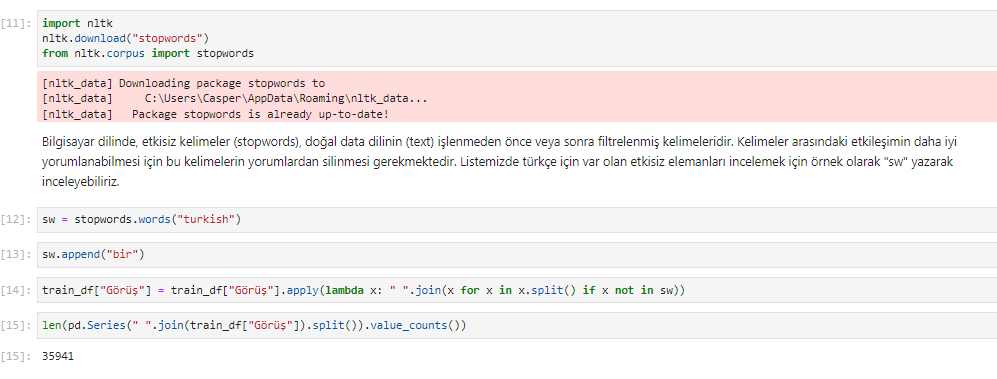 [11]: import nltk
nltk.download("stopwords")
from nltk.corpus import stopwords
[nltk_data] Downloading package stopwords to
[nltk_data]     C:\Users\Casper\AppData\Roaming\nltk_data...
[nltk_data]   Package stopwords is already up-to-date!
Bilgisayar dilinde, etkisiz kelimeler (stopwords), doğal data dilinin (text) işlenmeden önce veya sonra filtrelenmiş kelimeleridir. Kelimeler arasındaki etkileşimin daha iyi
yorumlanabilmesi için bu kelimelerin yorumlardan silinmesi gerekmektedir. Listemizde türkçe için var olan etkisiz elemanları incelemek için örnek olarak "sw" yazarak
inceleyebiliriz.
[12]: sw = stopwords.words("turkish")
[13]: sw.append("bir")
[14]: train_df["Görüş"] = train_df["Görüş"].apply(lambda x: " ".join(x for x in x.split() if x not in sw))
[15]: len(pd.Series(" ".join(train_df["Görüş"]).split()).value_counts())
[15]: 35941